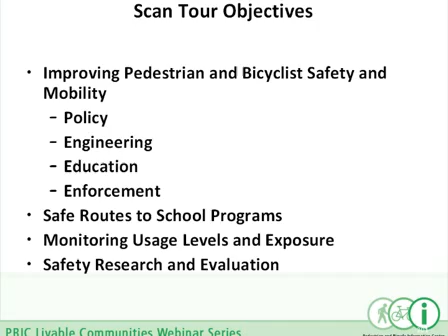 Scan Tour Objectives
• Improving Pedestrian and Bicyclist Safety and
Mobility
– Policy
– Engineering
– Education
– Enforcement
• Safe Routes to School Programs
• Monitoring Usage Levels and Exposure
• Safety Research and Evaluation
PBIC Livable Communities Webinar Series
i